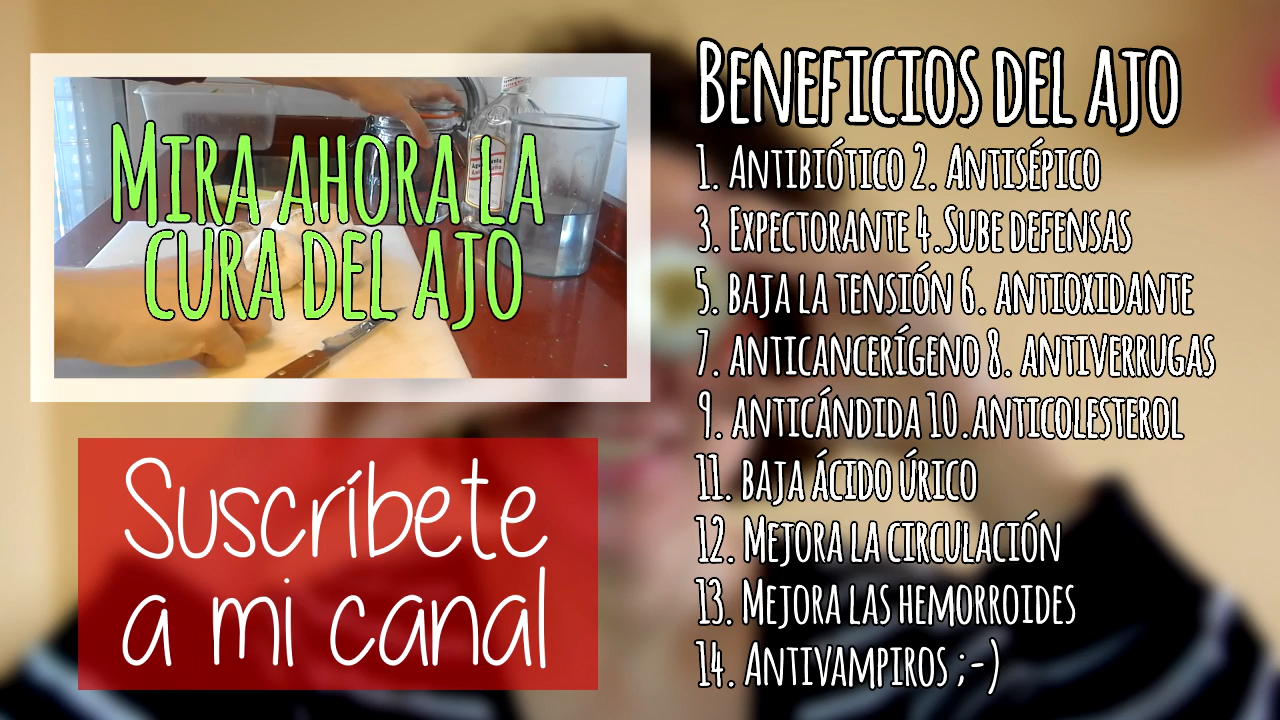 Mira ahora la
cura del ajo
Suscríbete
a mi canal
Beneficios del ajo
1. Antibiótico 2. Antisépico
3. Expectorante 4.Sube defensas
5. baja la tensión 6. antioxidante
7. anticancerígeno 8. antiverrugas
9. anticándida 10.anticolesterol
11. baja ácido úrico
12. Mejora la circulación
13. Mejora las hemorroides
14. Antivampiros ;-)